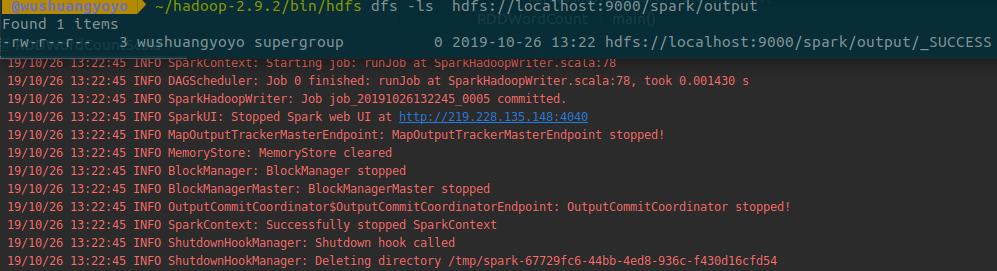 @wushuangyoyo ~/hadoop-2.9.2/bin/hdfs dfs -ls hdfs://localhost:9000/spark/output
Found 1 items
-rw-r--r-- 3 wushuangyoyo supergroup 0 2019-10-26 13:22 hdfs://localhost:9000/spark/output/_SUCCESS
19/10/26 13:22:45 INFO SparkContext: Starting job: runJob at SparkHadoopWriter.scala:78
19/10/26 13:22:45 INFO DAGScheduler: Job 0 finished: runJob at SparkHadoopWriter.scala:78, took 0.001430 s
19/10/26 13:22:45 INFO SparkHadoopWriter: Job job_20191026132245_0005 committed.
19/10/26 13:22:45 INFO SparkUI: Stopped Spark web UI at http://219.228.135.148:4040
19/10/26 13:22:45 INFO MapOutputTrackerMasterEndpoint: MapOutputTrackerMasterEndpoint stopped!
19/10/26 13:22:45 INFO MemoryStore: MemoryStore cleared
19/10/26 13:22:45 INFO BlockManager: BlockManager stopped
19/10/26 13:22:45 INFO BlockManagerMaster: BlockManagerMaster stopped
19/10/26 13:22:45 INFO OutputCommitCoordinator$OutputCommitCoordinatorEndpoint: OutputCommitCoordinator stopped!
19/10/26 13:22:45 INFO SparkContext: Successfully stopped SparkContext
19/10/26 13:22:45 INFO ShutdownHookManager: Shutdown hook called
19/10/26 13:22:45 INFO ShutdownHookManager: Deleting directory /tmp/spark-67729fc6-44bb-4ed8-936c-f430d16cfd54